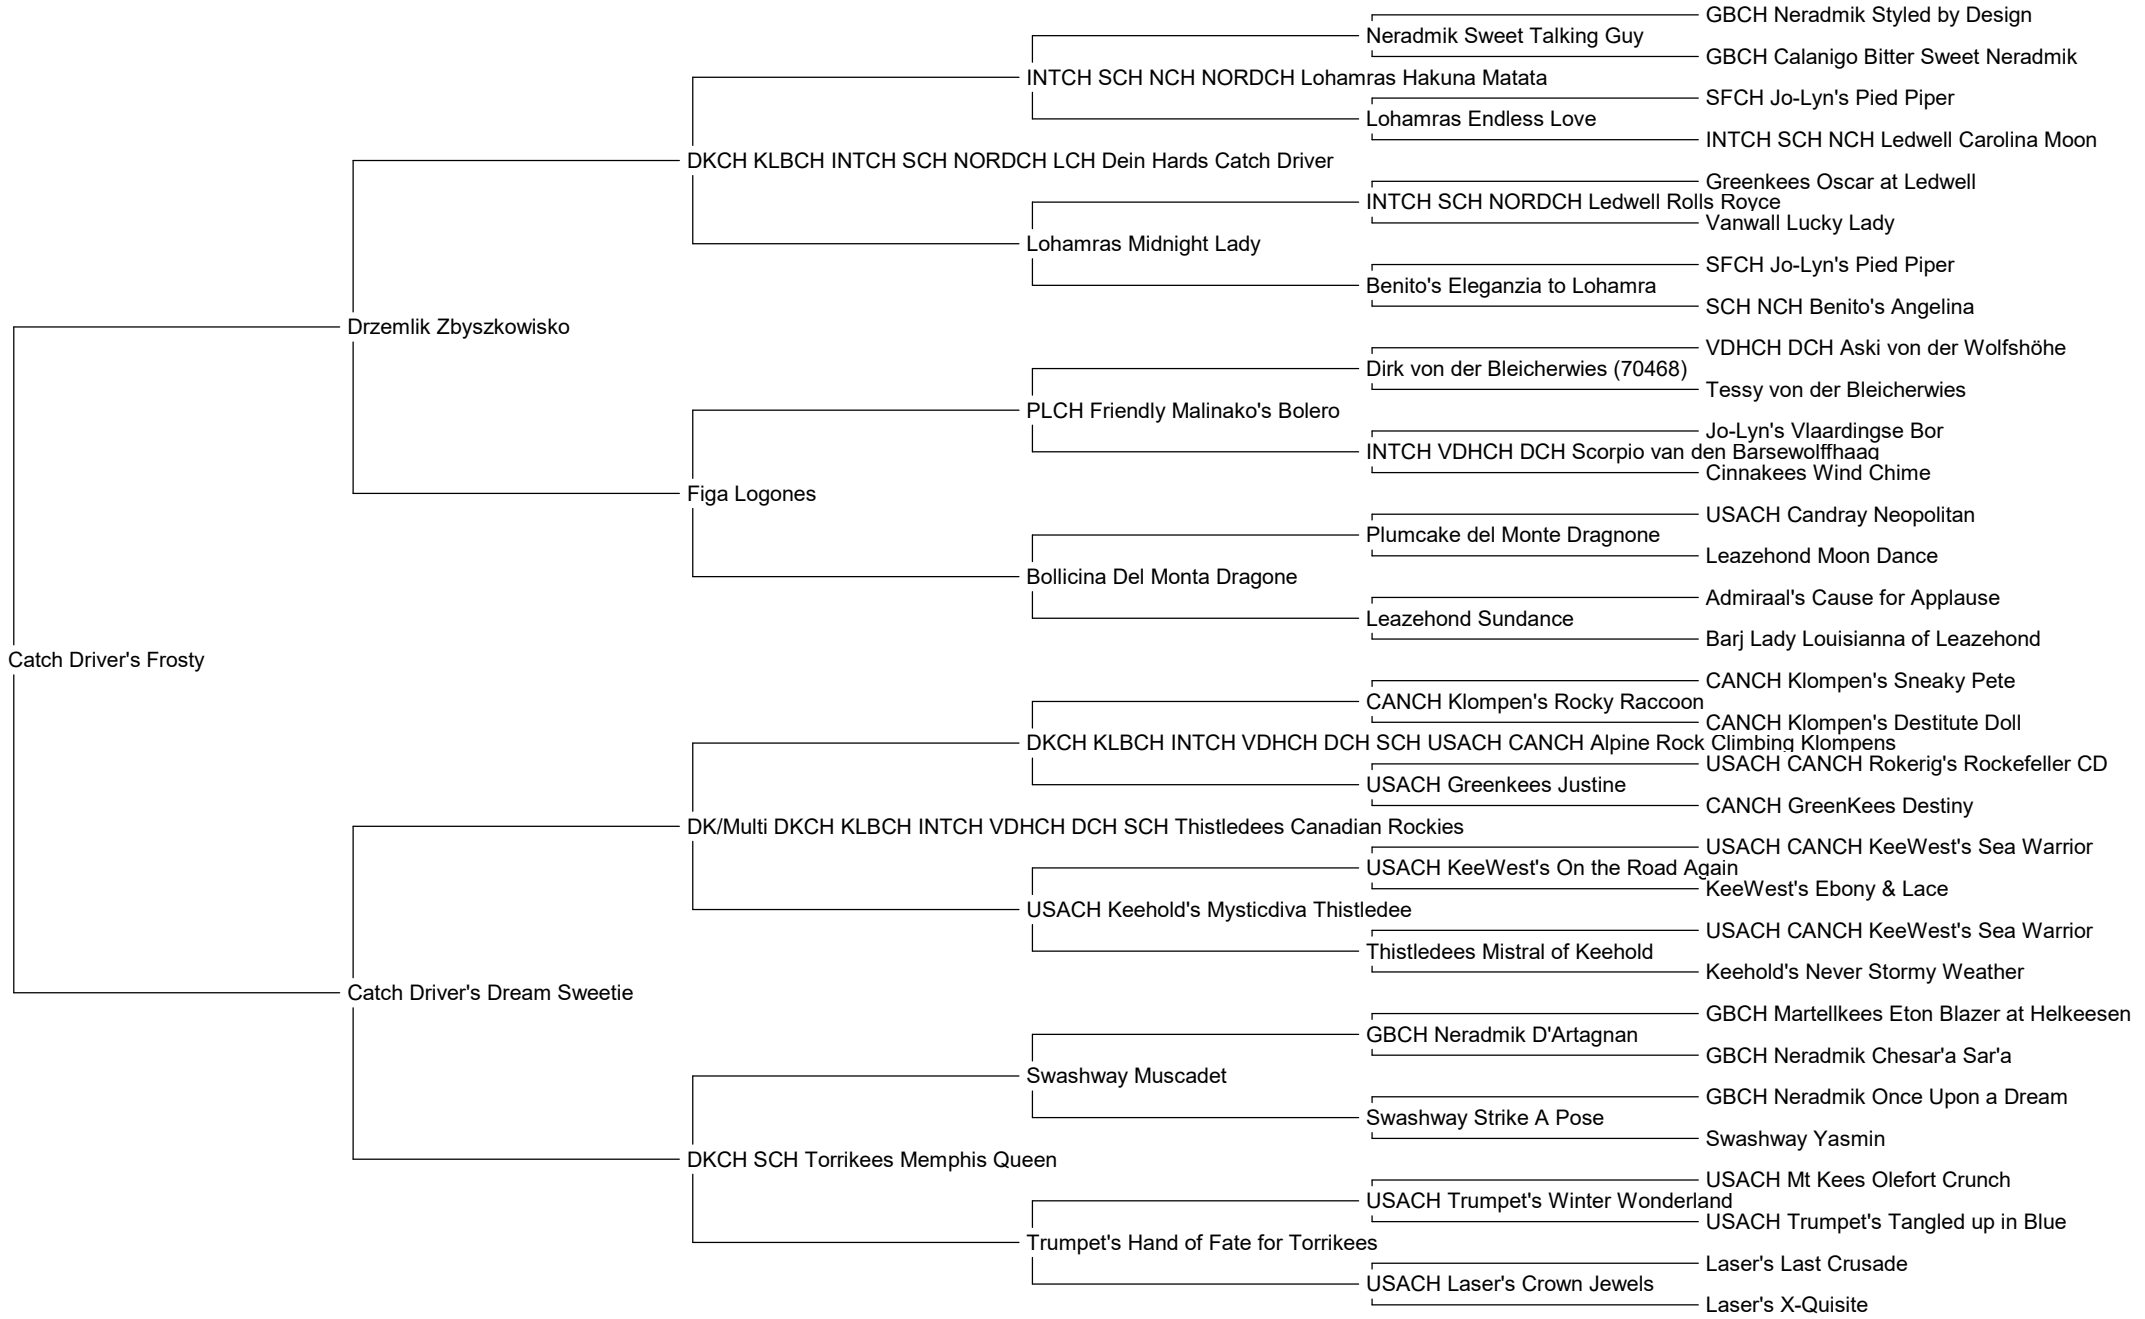 GBCH Neradmik Styled by Design
Neradmik Sweet Talking Guy
GBCH Calanigo Bitter Sweet Neradmik
INTCH SCH NCH NORDCH Lohamras Hakuna Matata
SFCH Jo-Lyn's Pied Piper
Lohamras Endless Love
INTCH SCH NCH Ledwell Carolina Moon
DKCH KLBCH INTCH SCH NORDCH LCH Dein Hards Catch Driver
Greenkees Oscar at Ledwell
INTCH SCH NORDCH Ledwell Rolls Royce
Vanwall Lucky Lady
Lohamras Midnight Lady
SFCH Jo-Lyn's Pied Piper
Benito's Eleganzia to Lohamra
SCH NCH Benito's Angelina
Drzemlik Zbyszkowisko
VDHCH DCH Aski von der Wolfshöhe
Dirk von der Bleicherwies (70468)
Tessy von der Bleicherwies
PLCH Friendly Malinako's Bolero
Jo-Lyn's Vlaardingse Bor
INTCH VDHCH DCH Scorpio van den Barsewolffhaag
Cinnakees Wind Chime
Figa Logones
USACH Candray Neopolitan
Plumcake del Monte Dragnone
Leazehond Moon Dance
Bollicina Del Monta Dragone
Admiraal's Cause for Applause
Leazehond Sundance
Barj Lady Louisianna of Leazehond
Catch Driver's Frosty
CANCH Klompen's Sneaky Pete
CANCH Klompen's Rocky Raccoon
CANCH Klompen's Destitute Doll
DKCH KLBCH INTCH VDHCH DCH SCH USACH CANCH Alpine Rock Climbing Klompens
USACH CANCH Rokerig's Rockefeller CD
USACH Greenkees Justine
CANCH GreenKees Destiny
DK/Multi DKCH KLBCH INTCH VDHCH DCH SCH Thistledees Canadian Rockies
USACH CANCH KeeWest's Sea Warrior
USACH KeeWest's On the Road Again
KeeWest's Ebony & Lace
USACH Keehold's Mysticdiva Thistledee
USACH CANCH KeeWest's Sea Warrior
Thistledees Mistral of Keehold
Keehold's Never Stormy Weather
Catch Driver's Dream Sweetie
GBCH Martellkees Eton Blazer at Helkeesen
GBCH Neradmik D'Artagnan
GBCH Neradmik Chesar'a Sar'a
Swashway Muscadet
GBCH Neradmik Once Upon a Dream
Swashway Strike A Pose
Swashway Yasmin
DKCH SCH Torrikees Memphis Queen
USACH Mt Kees Olefort Crunch
USACH Trumpet's Winter Wonderland
USACH Trumpet's Tangled up in Blue
Trumpet's Hand of Fate for Torrikees
Laser's Last Crusade
USACH Laser's Crown Jewels
Laser's X-Quisite